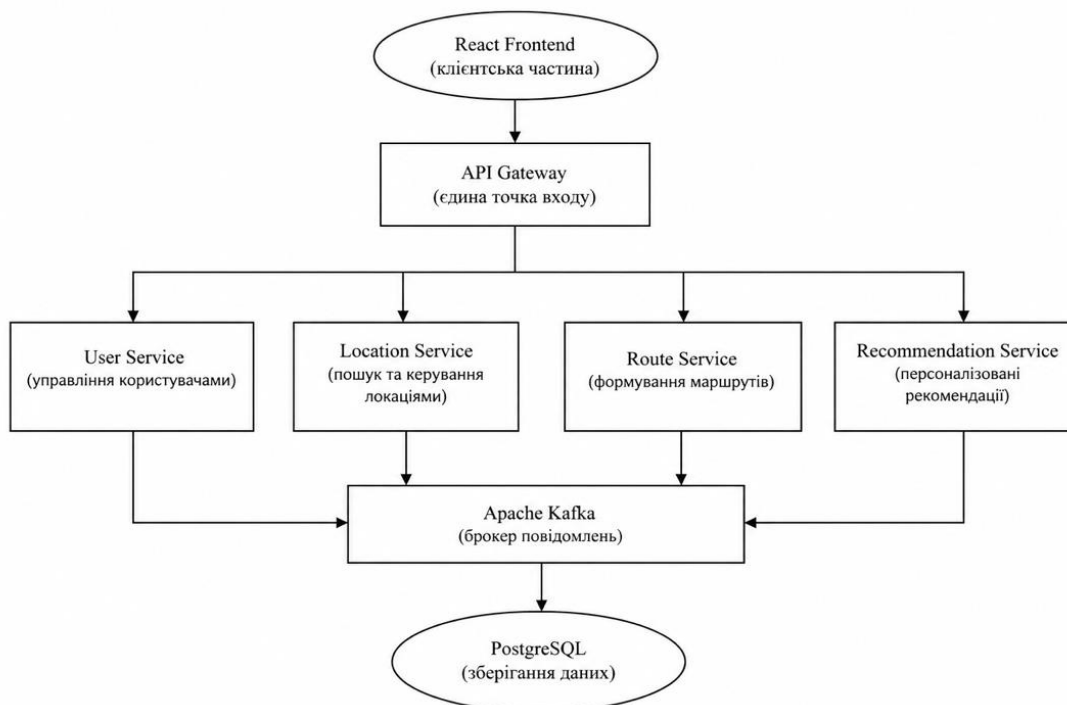 React Frontend
(клієнтська частина)
API Gateway
(єдина точка входу)
User Service
(управління користувачами)
Location Service
(пошук та керування
локаціями)
Route Service
(формування маршрутів)
Recommendation Service
(персоналізовані
рекомендації)
Apache Kafka
(брокер повідомлень)
PostgreSQL
(зберігання даних)